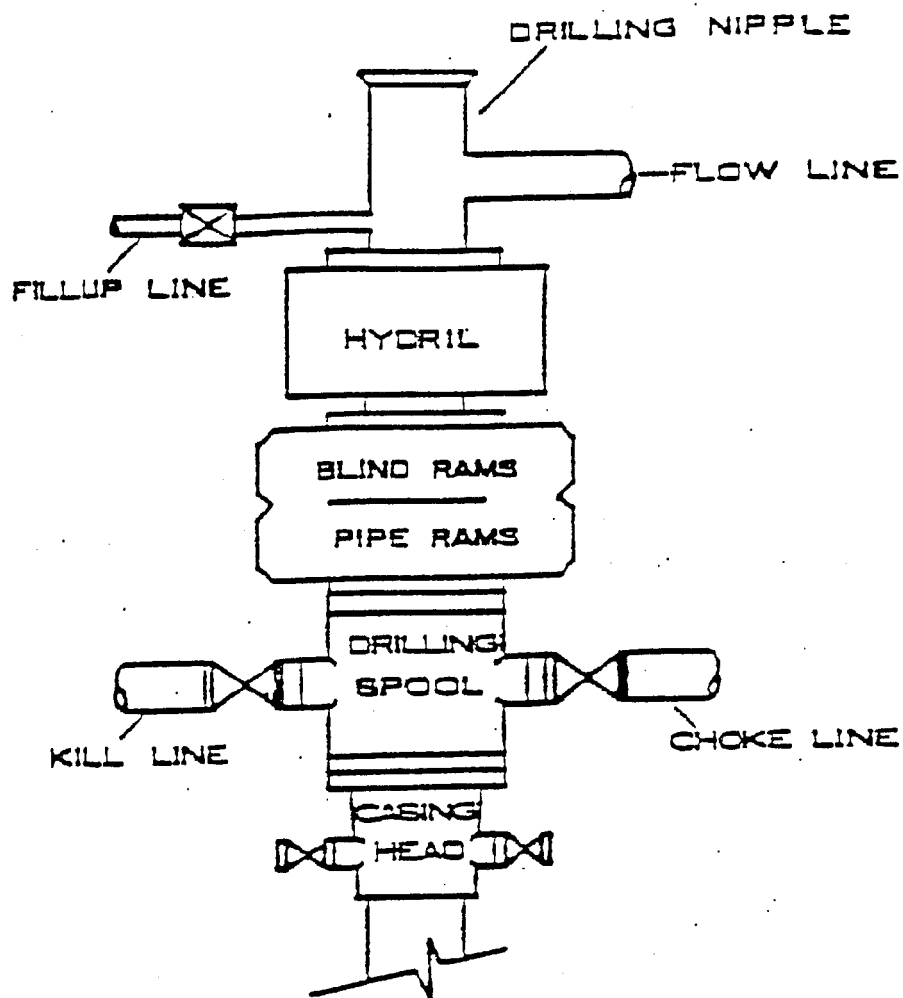 DRILLING NIPPLE
FLOW LINE
FILLUP LINE
HYDRIL
BLIND RAMS
PIPE RAMS
DRILLING
SPOOL
KILL LINE
CHOKE LINE
CASING
HEAD